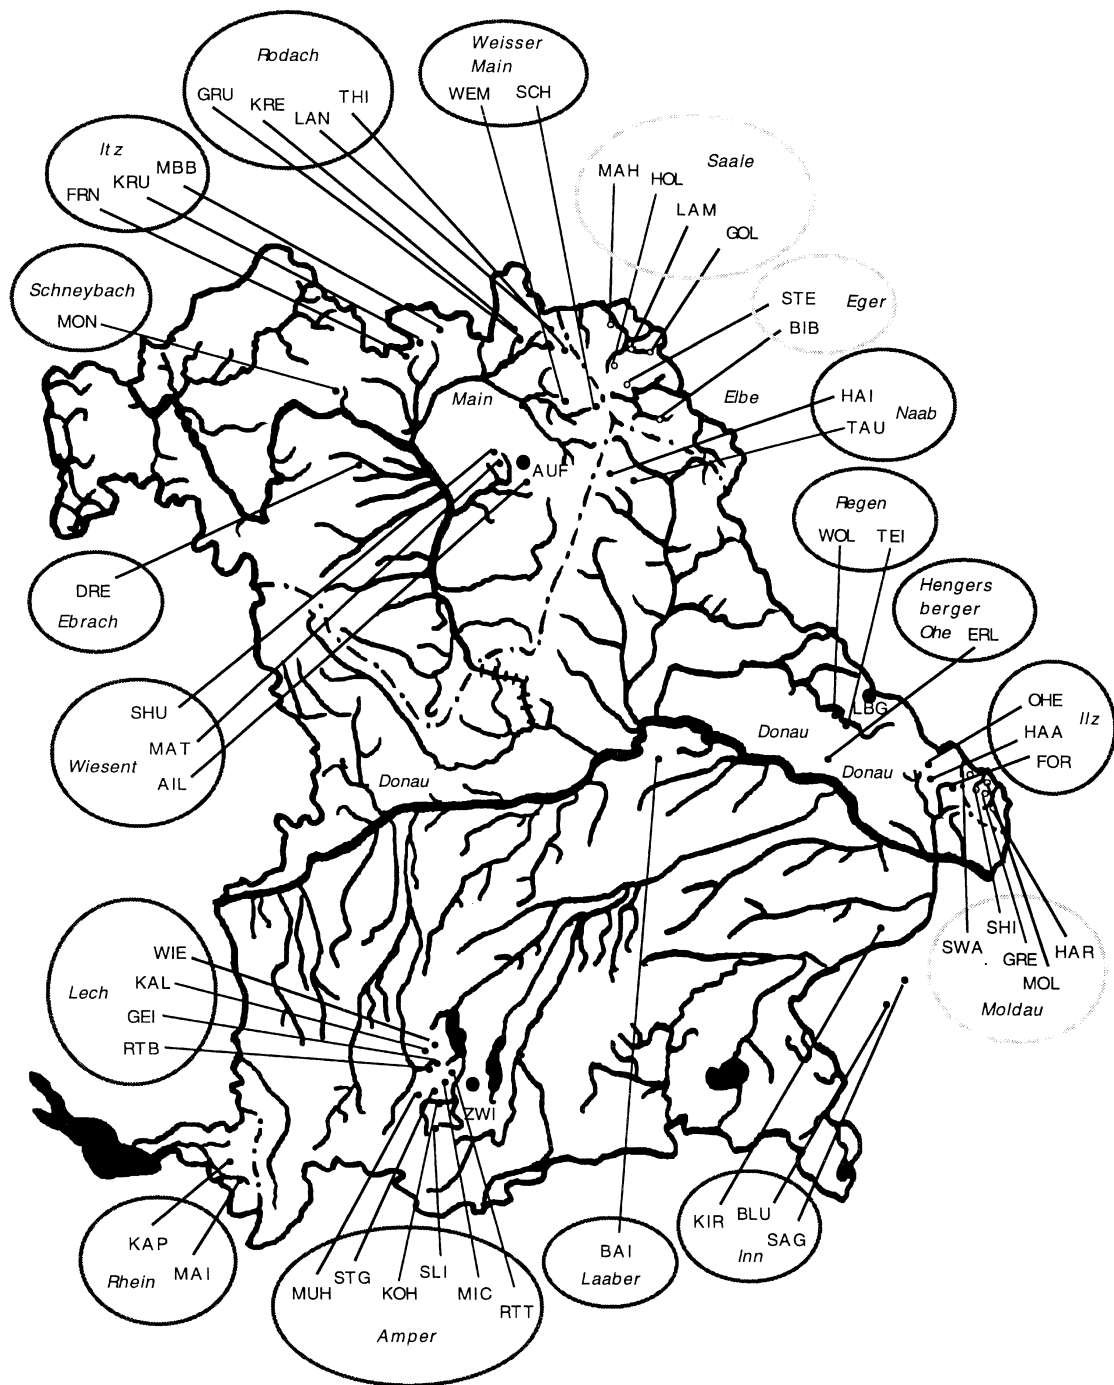 Rodach
GRU
KRE
LAN
THI
Weisser
Main
WEM
SCH
Itz
FRN
KRU
MBB
MAH
HOL
Saale
LAM
GOL
Schneybach
MON
STE
Eger
BIB
Main
Elbe
HAI
TAU
Naab
AUF
Regen
WOL
TEI
DRE
Ebrach
Hengers
berger
Ohe ERL
SHU
MAT
Wiesent
AIL
LBG
Donau
Donau
Donau
OHE
HAA
Ilz
FOR
WIE
KAL
Lech
GEI
RTB
SHI
SWA
GRE
HAR
MOL
Moldau
ZWI
KAP
Rhein
MAI
MUH
STG
KOH
SLI
MIC
RTT
Amper
BAI
Laaber
KIR
BLU
SAG
Inn